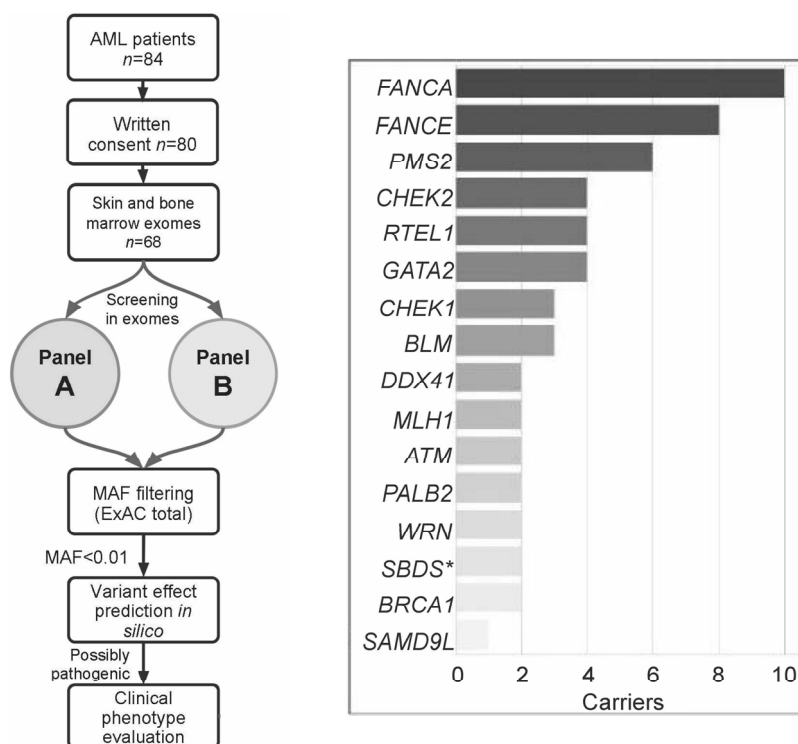 AML patients
n=84
Written
consent n=80
Skin and bone
marrow exomes
n=68
Screening
in exomes
Panel
A
Panel
B
MAF filtering
(ExAC total)
MAF<0.01
Variant effect
prediction in
silico
Possibly
pathogenic
Clinical
phenotype
evaluation
FANCA
FANCE
PMS2
CHEK2
RTEL1
GATA2
CHEK1
BLM
DDX41
MLH1
ATM
PALB2
WRN
SBDS*
BRCA1
SAMD9L
0 2 4 6 8 10
Carriers